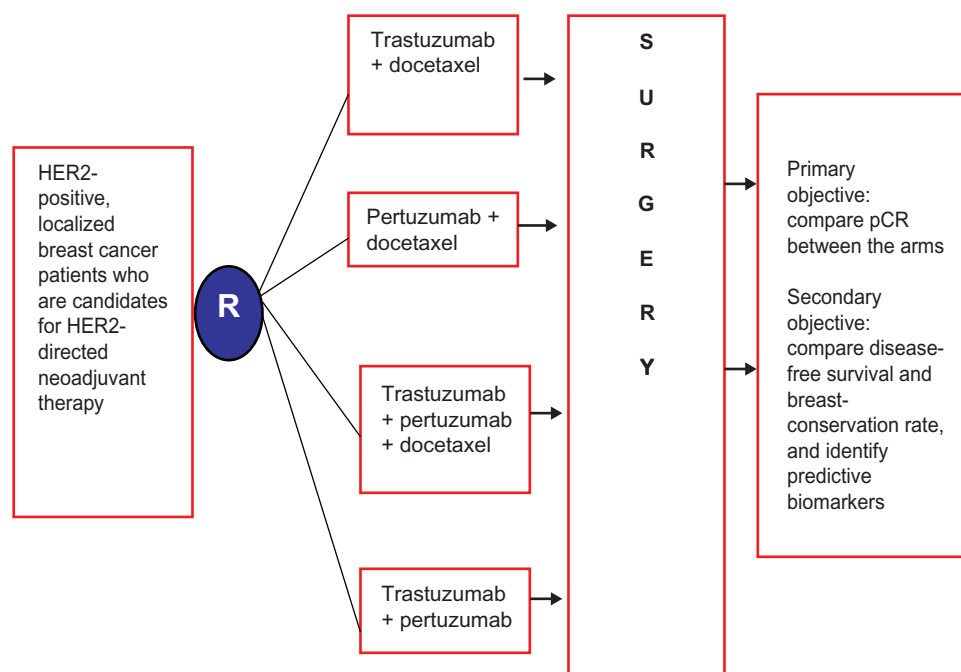 HER2-
positive,
localized
breast cancer
patients who
are candidates
for HER2-
directed
neoadjuvant
therapy
R
Trastuzumab
+ docetaxel
Pertuzumab +
docetaxel
Trastuzumab
+ pertuzumab
+ docetaxel
Trastuzumab
+ pertuzumab
S
U
R
G
E
R
Y
Primary
objective:
compare pCR
between the arms
Secondary
objective:
compare disease-
free survival and
breast-
conservation rate,
and identify
predictive
biomarkers